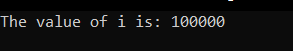 The value of i is: 100000